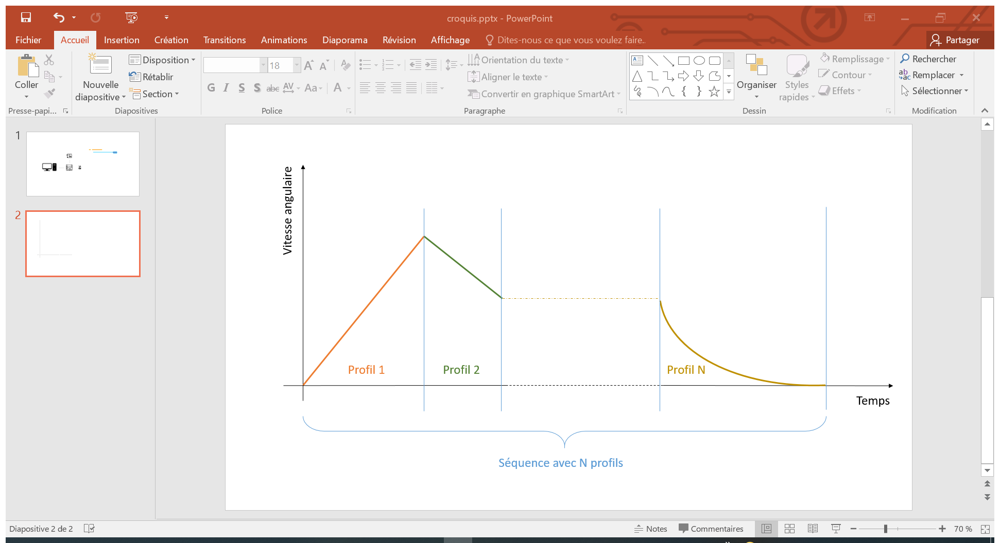 croquis.pptx - PowerPoint
Fichier Accueil Insertion Création Transitions Animations Diaporama Révision Affichage Dites-nous ce que vous voulez faire.. Partager
Coller
Presse-papi...
Nouvelle
diapositive
Disposition
Rétablir
Section
Diapositives
18
G I S S abc AV Aa A
Police
Orientation du texte
Aligner le texte
Convertir en graphique SmartArt
Paragraphe
Organiser
Styles
rapides
Remplissage
Contour
Effets
Dessin
Rechercher
Remplacer
Sélectionner
Modification
1
2
Vitesse angulaire
Profil 1
Profil 2
Profil N
Temps
Séquence avec N profils
Diapositive 2 de 2
Notes
Commentaires
70 %